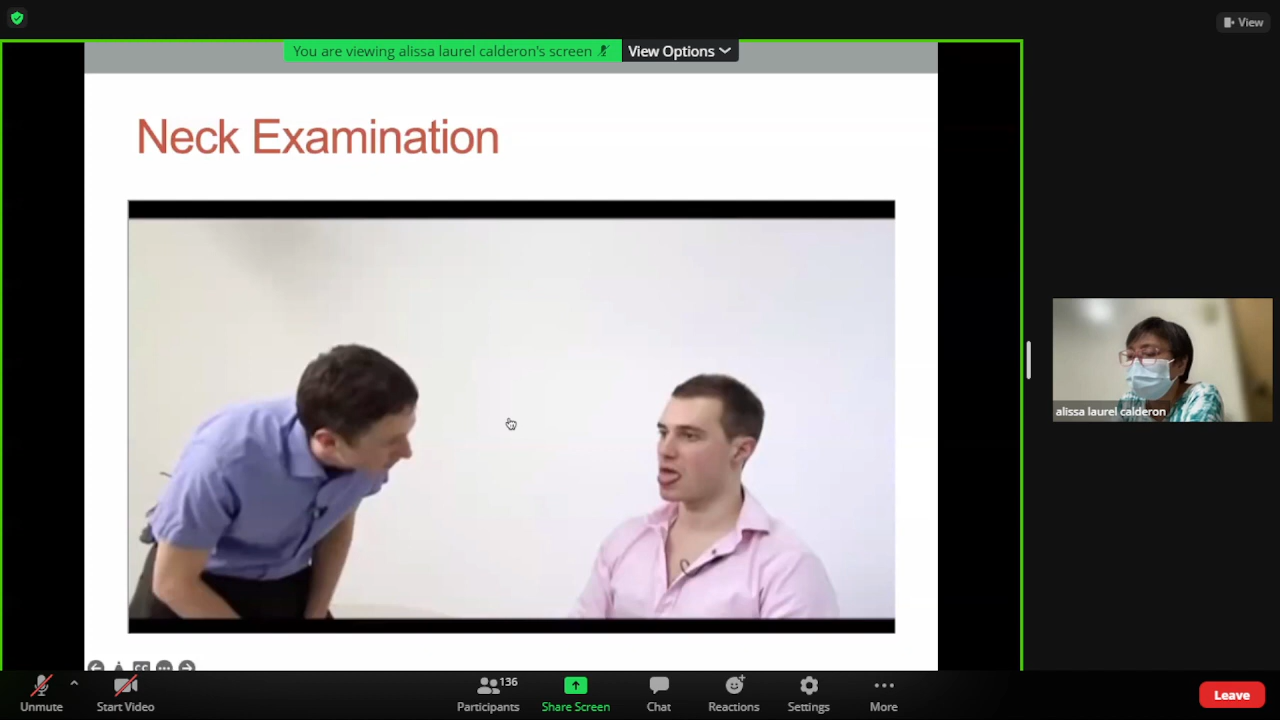 View
You are viewing alissa laurel calderon's screen
View Options
Neck Examination
alissa laurel calderon
CC
136
Unmute
Start Video
Participants
Share Screen
Chat
Reactions
Settings
More
Leave